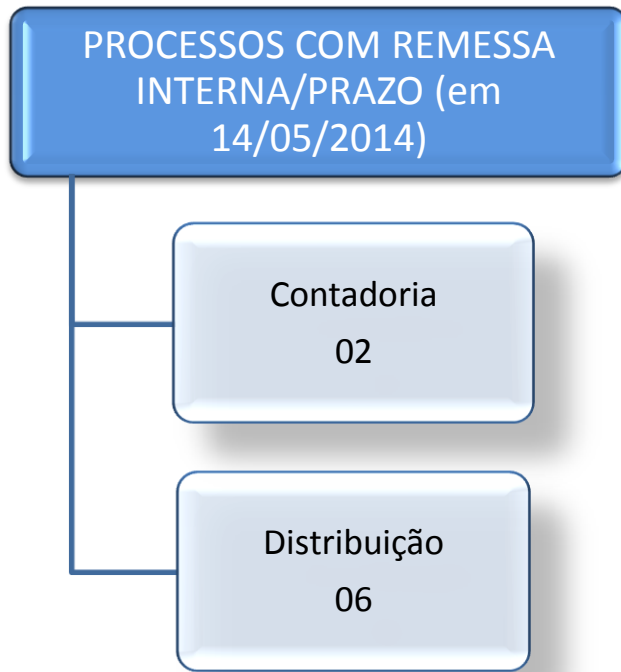 PROCESSOS COM REMESSA
INTERNA/PRAZO (em
14/05/2014)
Contadoria
02
Distribuição
06